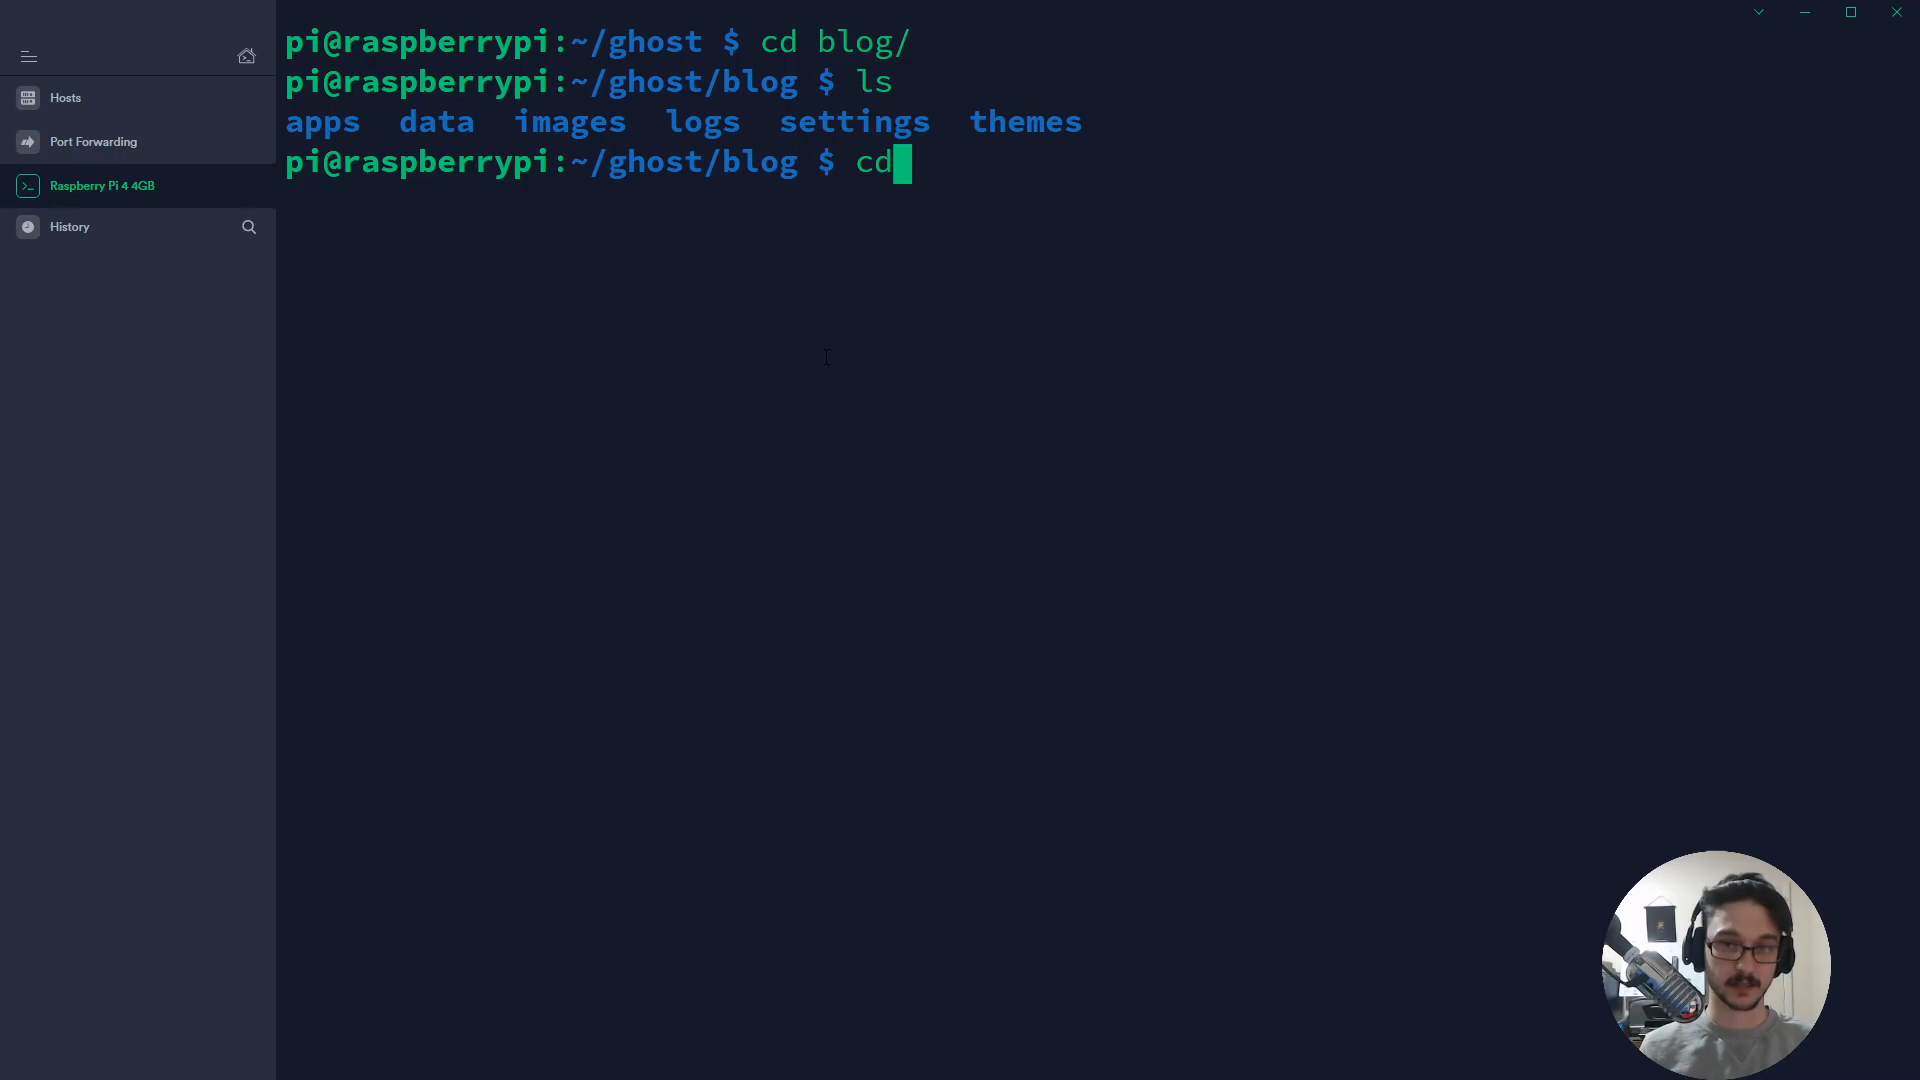 Hosts
Port Forwarding
Raspberry Pi 4 4GB
History
pi@raspberrypi:~/ghost $ cd blog/
pi@raspberrypi:~/ghost/blog $ ls
apps  data  images  logs  settings  themes
pi@raspberrypi:~/ghost/blog $ cd